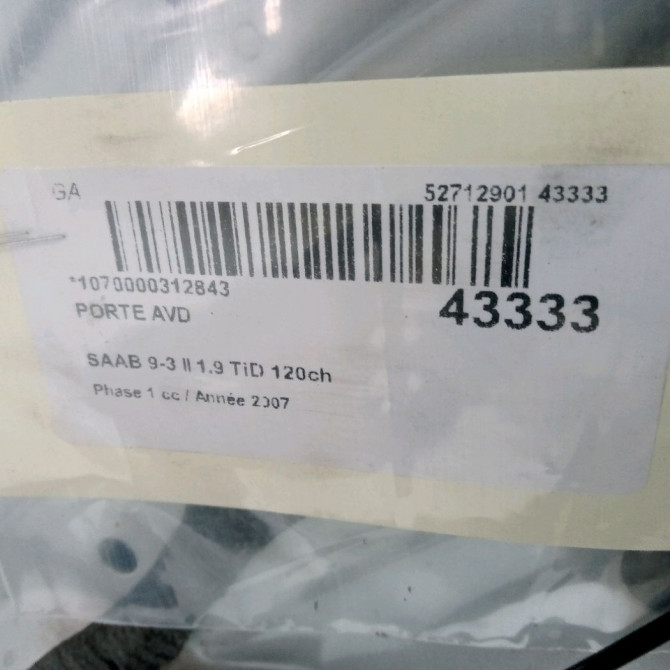 GA
52712901 43333
*1070000312843
43333
PORTE AVD
SAAB 9-3 II 1.9 TiD 120ch
Phase 1 cc / Année 2007